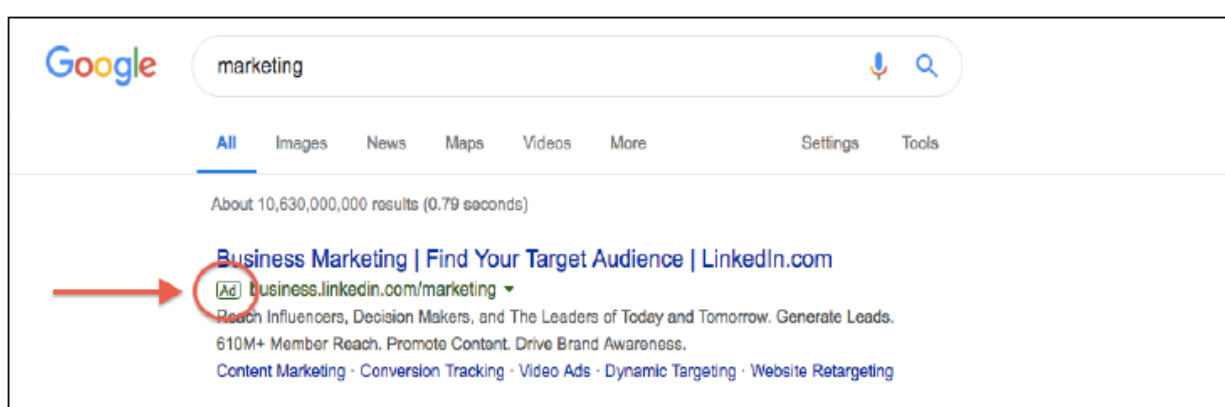 Google
marketing
All Images News Maps Videos More Settings Tools
About 10,630,000,000 results (0.79 seconds)
Business Marketing | Find Your Target Audience | LinkedIn.com
Ad business.linkedin.com/marketing
Reach Influencers, Decision Makers, and The Leaders of Today and Tomorrow. Generate Leads.
610M+ Member Reach. Promote Content. Drive Brand Awareness.
Content Marketing · Conversion Tracking · Video Ads · Dynamic Targeting · Website Retargeting